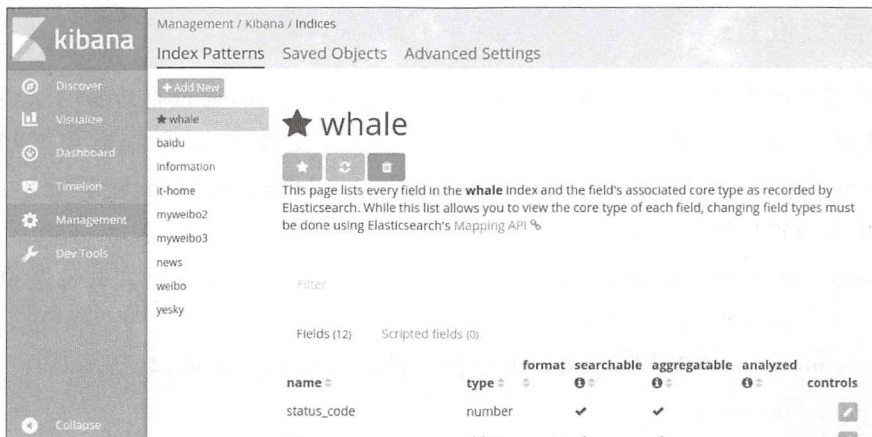 kibana
Discover
Visualize
Dashboard
Timelion
Management
Dev Tools
Collapse
Management / Kibana / Indices
Index Patterns Saved Objects Advanced Settings
Add New
whale
baidu
information
it-home
myweibo2
myweibo3
news
weibo
yesky
whale
This page lists every field in the whale index and the field's associated core type as recorded by
Elasticsearch. While this list allows you to view the core type of each field, changing field types must
be done using Elasticsearch's Mapping API
Filter
Fields (12) Scripted fields (0)
name type format searchable aggregatable analyzed controls
status_code number